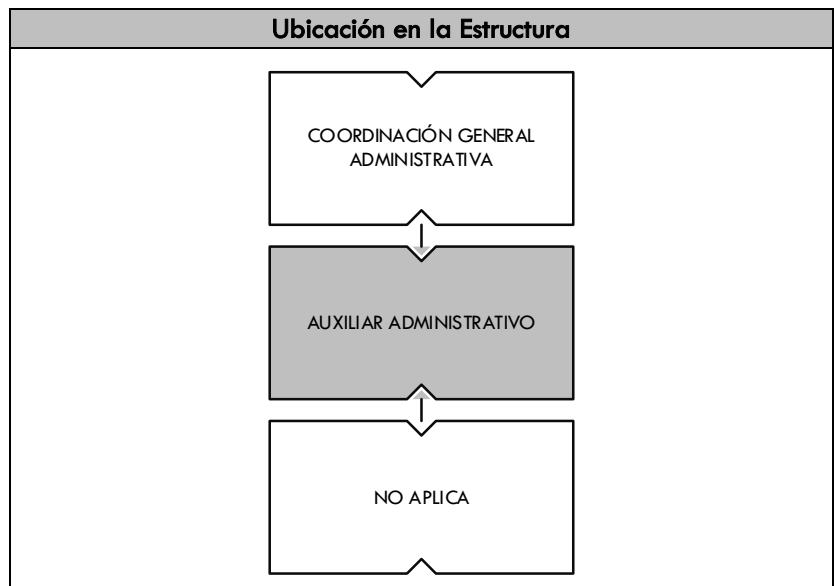 Ubicación en la Estructura
COORDINACIÓN GENERAL
ADMINISTRATIVA
AUXILIAR ADMINISTRATIVO
NO APLICA